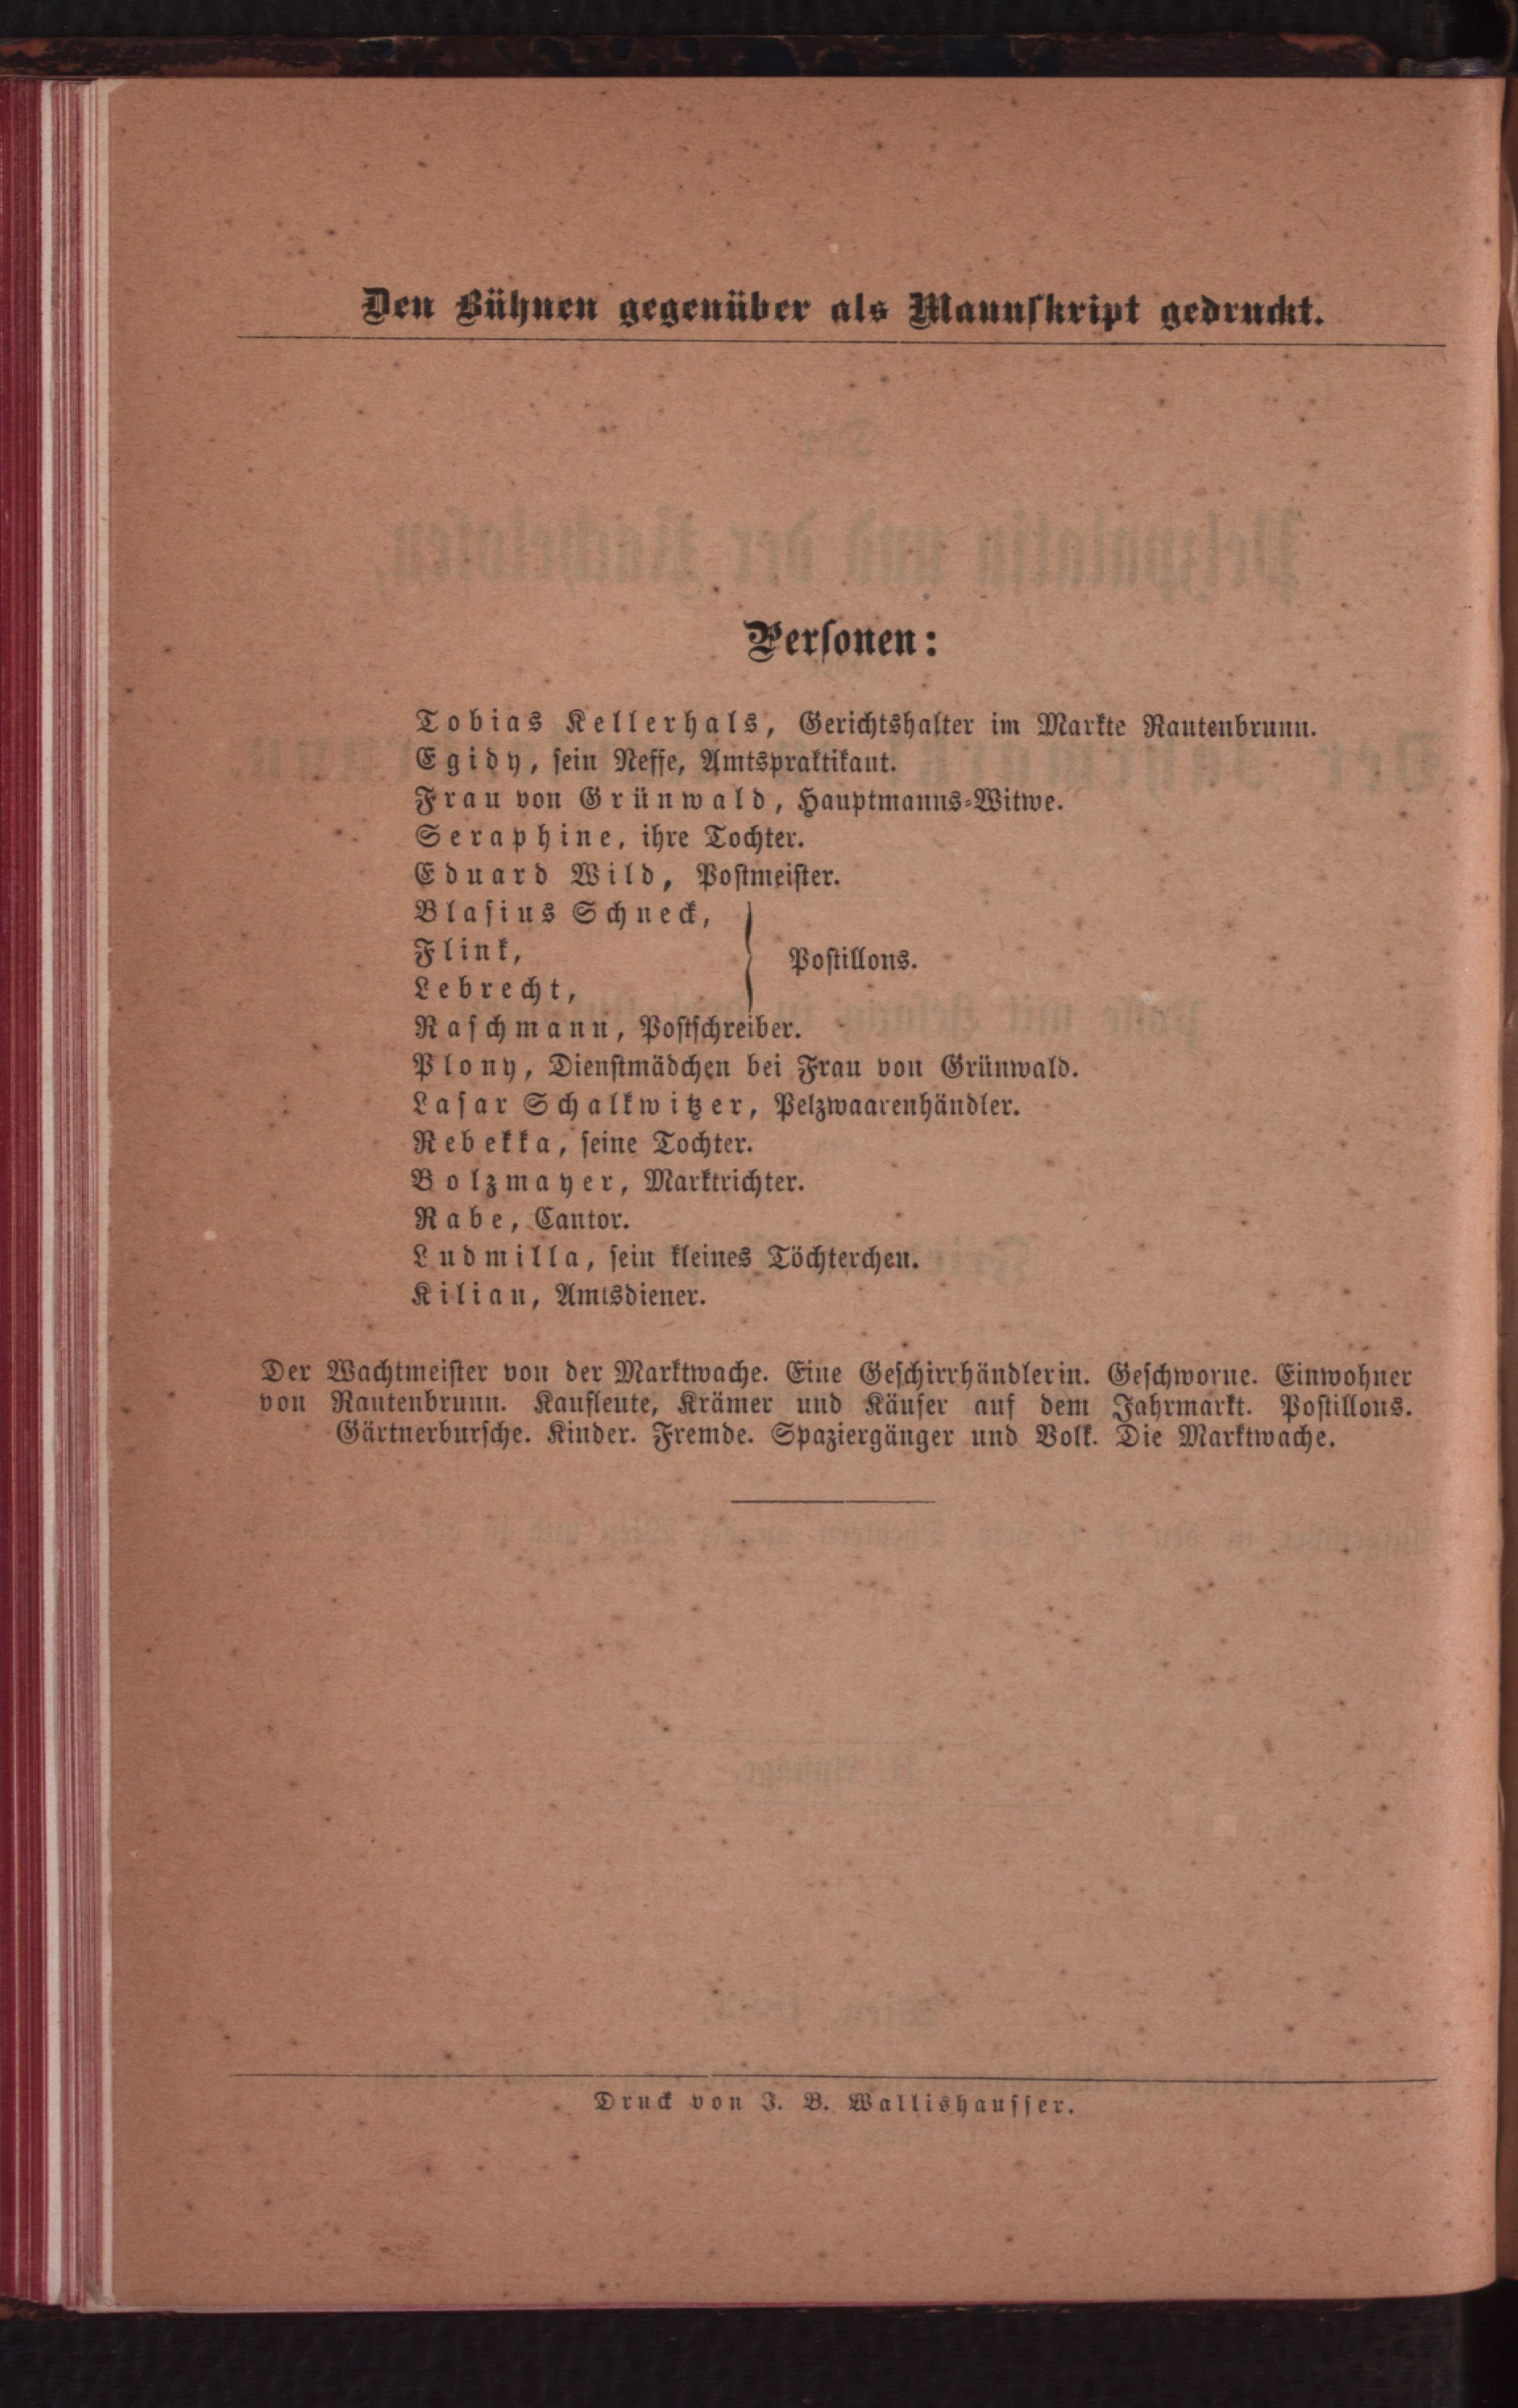 Den Bühnen gegenüber als Manuskript gedruckt.
Personen:
Tobias Kellerhals, Gerichtshalter im Markte Rautenbrunn.
Egidy, sein Neffe, Amtspraktikant.
Frau von Grünwald, Hauptmanns-Witwe.
Seraphine, ihre Tochter.
Eduard Wild, Postmeister.
Blasius Schneck,
Flink,
Lebrecht,
Postillons.
Raschmann, Postschreiber.
Plony, Dienstmädchen bei Frau von Grünwald.
Lasar Schalkwitzer, Pelzwaarenhändler.
Rebekka, seine Tochter.
Bolzmayer, Marktrichter.
Rabe, Cantor.
Ludmilla, sein kleines Töchterchen.
Kilian, Amtsdiener.
Der Wachtmeister von der Marktwache. Eine Geschirrhändlerin. Geschworne. Einwohner
von Rautenbrunn. Kaufleute, Krämer und Käufer auf dem Jahrmarkt. Postillons.
Gärtnerbursche. Kinder. Fremde. Spaziergänger und Volk. Die Marktwache.
Druck von J. B. Wallishausser.